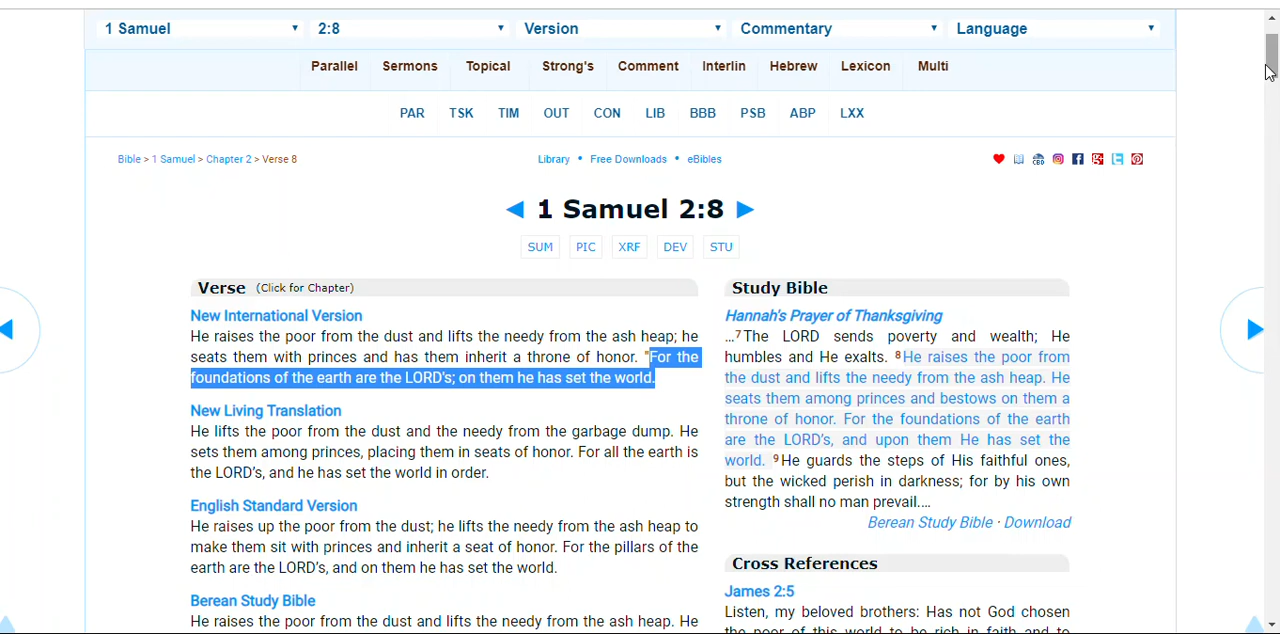 1 Samuel 2:8 Version Commentary Language
Parallel Sermons Topical Strong's Comment Interlin Hebrew Lexicon Multi
PAR TSK TIM OUT CON LIB BBB PSB ABP LXX
Bible > 1 Samuel > Chapter 2 > Verse 8
Library • Free Downloads • eBibles
1 Samuel 2:8
SUM PIC XRF DEV STU
Verse (Click for Chapter)
New International Version
He raises the poor from the dust and lifts the needy from the ash heap; he
seats them with princes and has them inherit a throne of honor. "For the
foundations of the earth are the LORD's; on them he has set the world.
New Living Translation
He lifts the poor from the dust and the needy from the garbage dump. He
sets them among princes, placing them in seats of honor. For all the earth is
the LORD's, and he has set the world in order.
English Standard Version
He raises up the poor from the dust; he lifts the needy from the ash heap to
make them sit with princes and inherit a seat of honor. For the pillars of the
earth are the LORD's, and on them he has set the world.
Berean Study Bible
He raises the poor from the dust and lifts the needy from the ash heap. He
Study Bible
Hannah's Prayer of Thanksgiving
…7The LORD sends poverty and wealth; He
humbles and He exalts. 8He raises the poor from
the dust and lifts the needy from the ash heap. He
seats them among princes and bestows on them a
throne of honor. For the foundations of the earth
are the LORD's, and upon them He has set the
world. 9He guards the steps of His faithful ones,
but the wicked perish in darkness; for by his own
strength shall no man prevail.…
Berean Study Bible · Download
Cross References
James 2:5
Listen, my beloved brothers: Has not God chosen
the poor of this world to be rich in faith and to